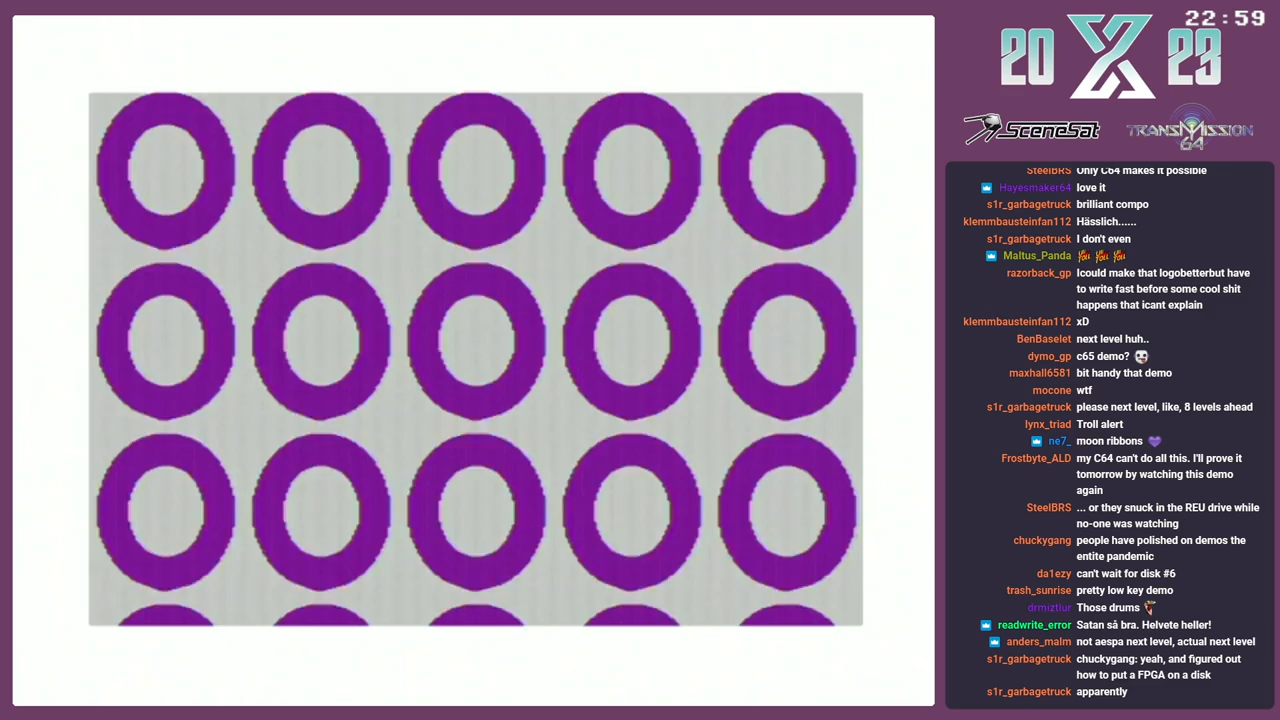 22:59
20 X 23
SCENESAT
TRANSMISSION
64
SteelBRS Only C64 makes it possible
Hayesmaker64 love it
s1r_garbagetruck brilliant compo
klemmbausteinfan112 Hässlich......
s1r_garbagetruck I don't even
Maltus_Panda
razorback_gp Icould make that logobetterbut have
to write fast before some cool shit
happens that icant explain
klemmbausteinfan112 xD
BenBaselet next level huh..
dymo_gp c65 demo?
maxhall6581 bit handy that demo
mocone wtf
s1r_garbagetruck please next level, like, 8 levels ahead
lynx_triad Troll alert
ne7_ moon ribbons
Frostbyte_ALD my C64 can't do all this. I'll prove it
tomorrow by watching this demo
again
SteelBRS ... or they snuck in the REU drive while
no-one was watching
chuckygang people have polished on demos the
entite pandemic
da1ezy can't wait for disk #6
trash_sunrise pretty low key demo
drmiztlur Those drums
readwrite_error Satan så bra. Helvete heller!
anders_malm not aespa next level, actual next level
s1r_garbagetruck chuckygang: yeah, and figured out
how to put a FPGA on a disk
s1r_garbagetruck apparently